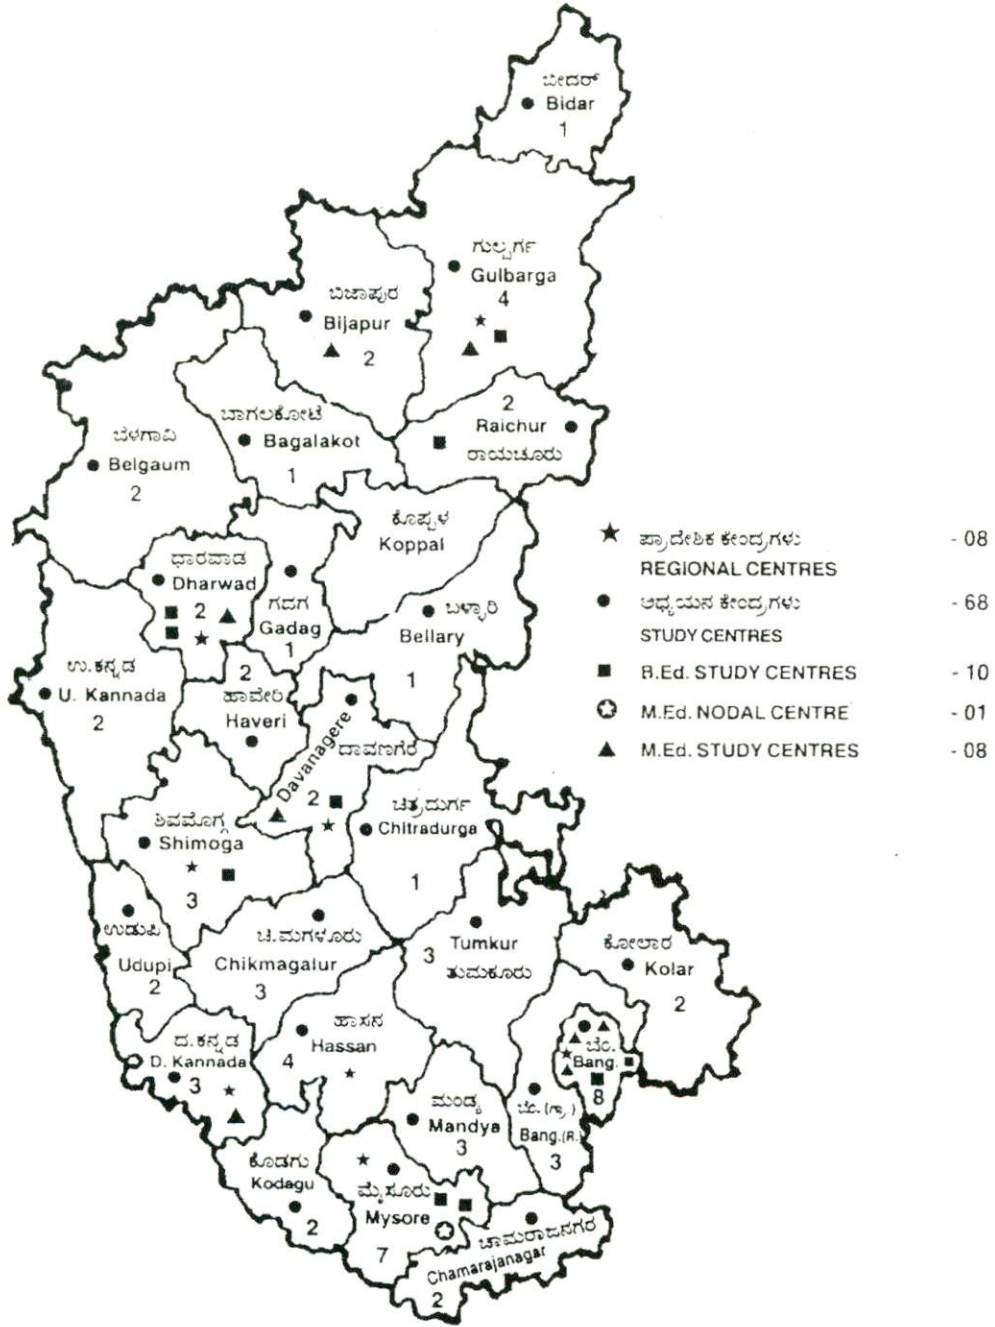 ಬೀದರ್
Bidar
1
ಗುಲ್ಬರ್ಗ
Gulbarga
4
ಬಿಜಾಪುರ
Bijapur
2
ಬಾಗಲಕೋಟೆ
Bagalakot
1
2
Raichur
ರಾಯಚೂರು
ಬೆಳಗಾವಿ
Belgaum
2
ಕೊಪ್ಪಳ
Koppal
ಧಾರವಾಡ
Dharwad
2
ಗದಗ
Gadag
1
ಬಳ್ಳಾರಿ
Bellary
1
ಉ.ಕನ್ನಡ
U. Kannada
2
2
ಹಾವೇರಿ
Haveri
ದಾವಣಗೆರೆ
Davanagere
2
ಚಿತ್ರದುರ್ಗ
Chitradurga
1
ಶಿವಮೊಗ್ಗ
Shimoga
3
ಉಡುಪಿ
Udupi
2
ಚಿ.ಮಗಳೂರು
Chikmagalur
3
3
Tumkur
ತುಮಕೂರು
ಕೋಲಾರ
Kolar
2
ದ.ಕನ್ನಡ
D. Kannada
3
ಹಾಸನ
Hassan
4
ಬೆಂ.
Bang.
8
ಬೆಂ.(ಗ್ರಾ.)
Bang.(R.)
3
ಮಂಡ್ಯ
Mandya
3
ಕೊಡಗು
Kodagu
2
ಮೈಸೂರು
Mysore
7
ಚಾಮರಾಜನಗರ
Chamarajanagar
2
ಪ್ರಾದೇಶಿಕ ಕೇಂದ್ರಗಳು - 08
REGIONAL CENTRES
ಅಧ್ಯಯನ ಕೇಂದ್ರಗಳು - 68
STUDY CENTRES
B.Ed. STUDY CENTRES - 10
M.Ed. NODAL CENTRE - 01
M.Ed. STUDY CENTRES - 08